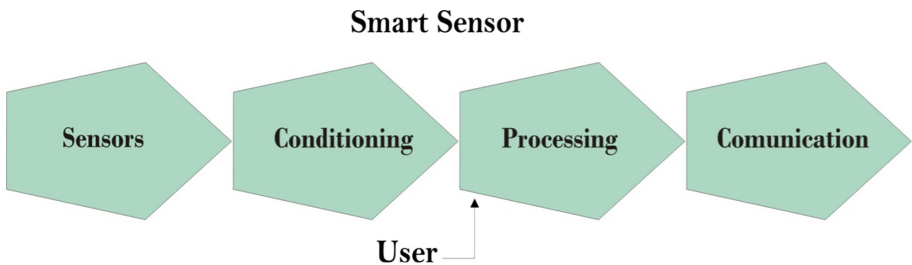 Smart Sensor
Sensors
Conditioning
Processing
Comunication
User